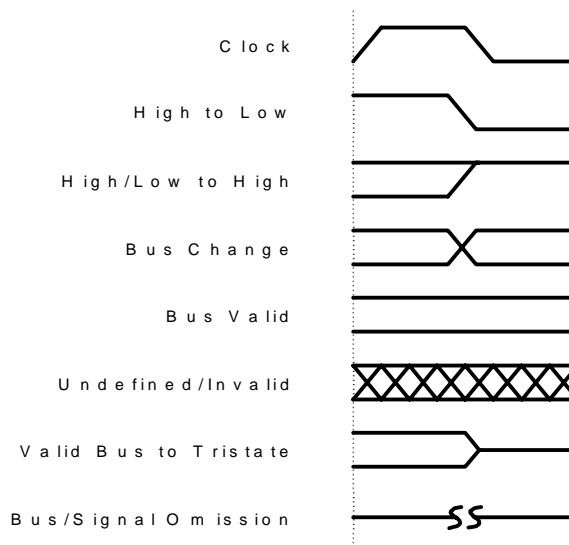 Clock
High to Low
High/Low to High
Bus Change
Bus Valid
Undefined/Invalid
Valid Bus to Tristate
Bus/Signal Omission